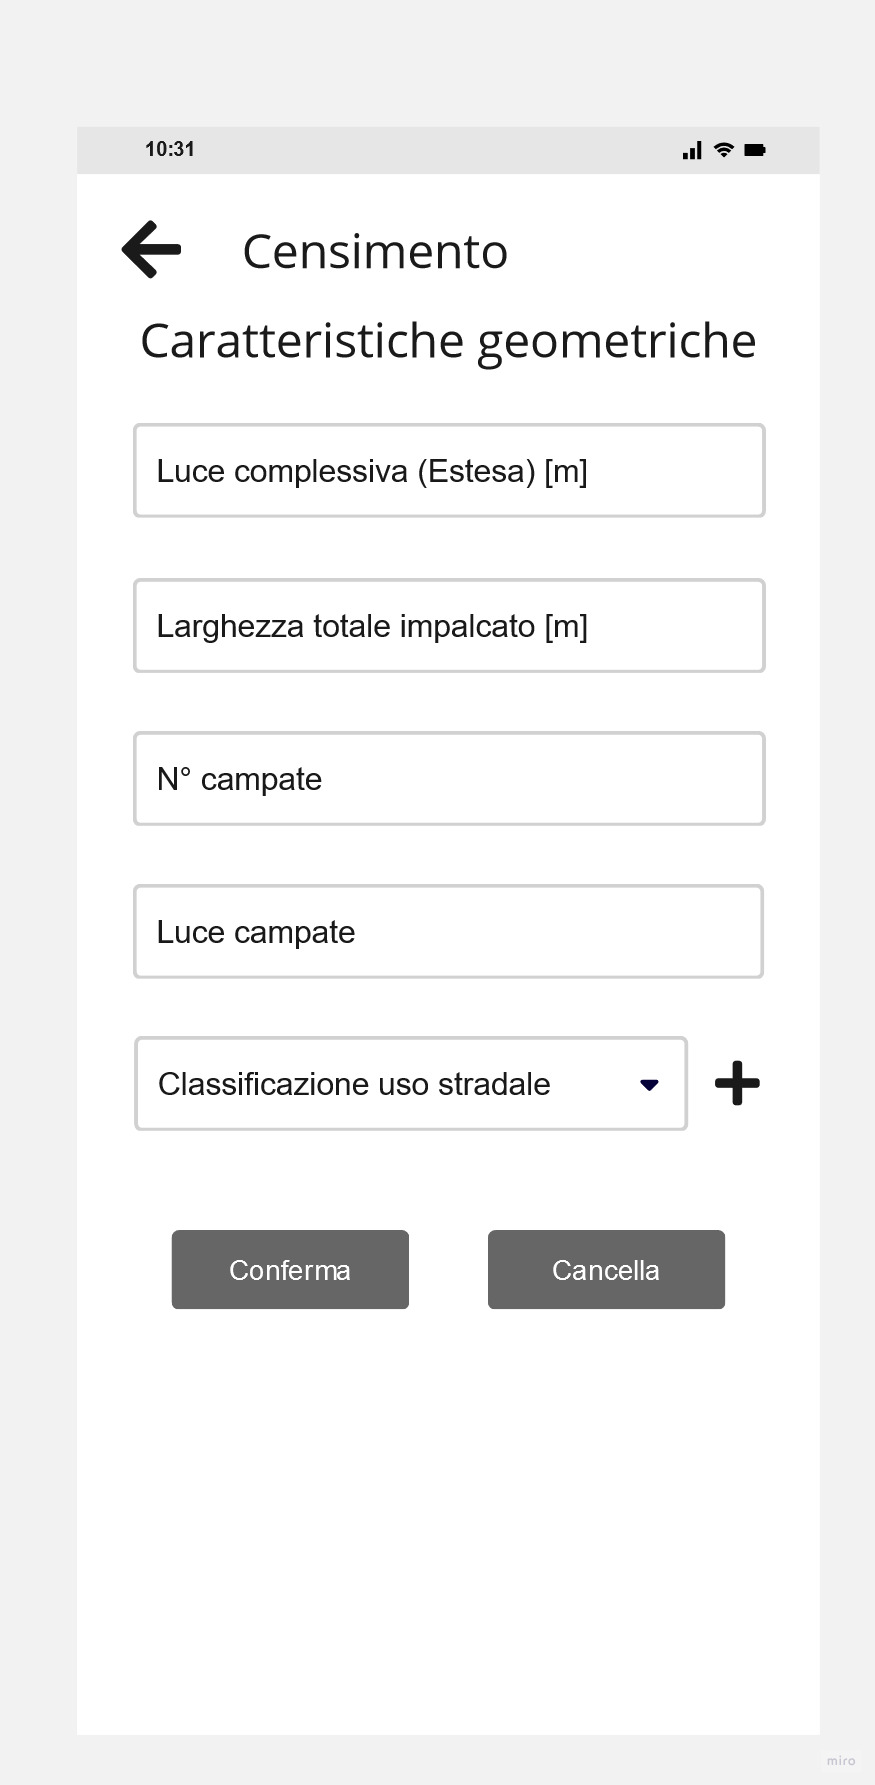 10:31
Censimento
Caratteristiche geometriche
Luce complessiva (Estesa) [m]
Larghezza totale impalcato [m]
N° campate
Luce campate
Classificazione uso stradale
Conferma Cancella
miro